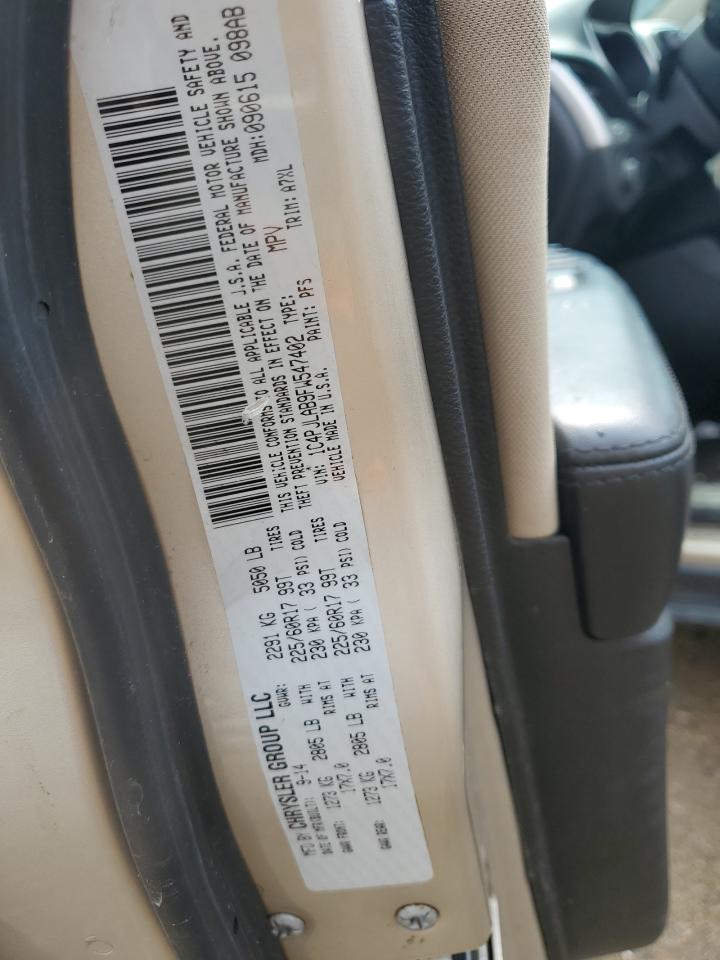 MFD BY CHRYSLER GROUP LLC
DATE OF MFR(BUILT): 9-14 GVWR: 2291 KG 5050 LB
GAWR FRONT: 1273 KG 2805 LB WITH 225/60R17 99T TIRES
17X7.0 RIMS AT 230 KPA ( 33 PSI) COLD
GAWR REAR: 1273 KG 2805 LB WITH 225/60R17 99T TIRES
17X7.0 RIMS AT 230 KPA ( 33 PSI) COLD
THIS VEHICLE CONFORMS TO ALL APPLICABLE U.S.A. FEDERAL MOTOR VEHICLE SAFETY AND
THEFT PREVENTION STANDARDS IN EFFECT ON THE DATE OF MANUFACTURE SHOWN ABOVE.
VIN: 1C4PJLAB9FW547402 TYPE: MPV MDH:090615 098AB
VEHICLE MADE IN U.S.A. PAINT: PFS TRIM: A7XL